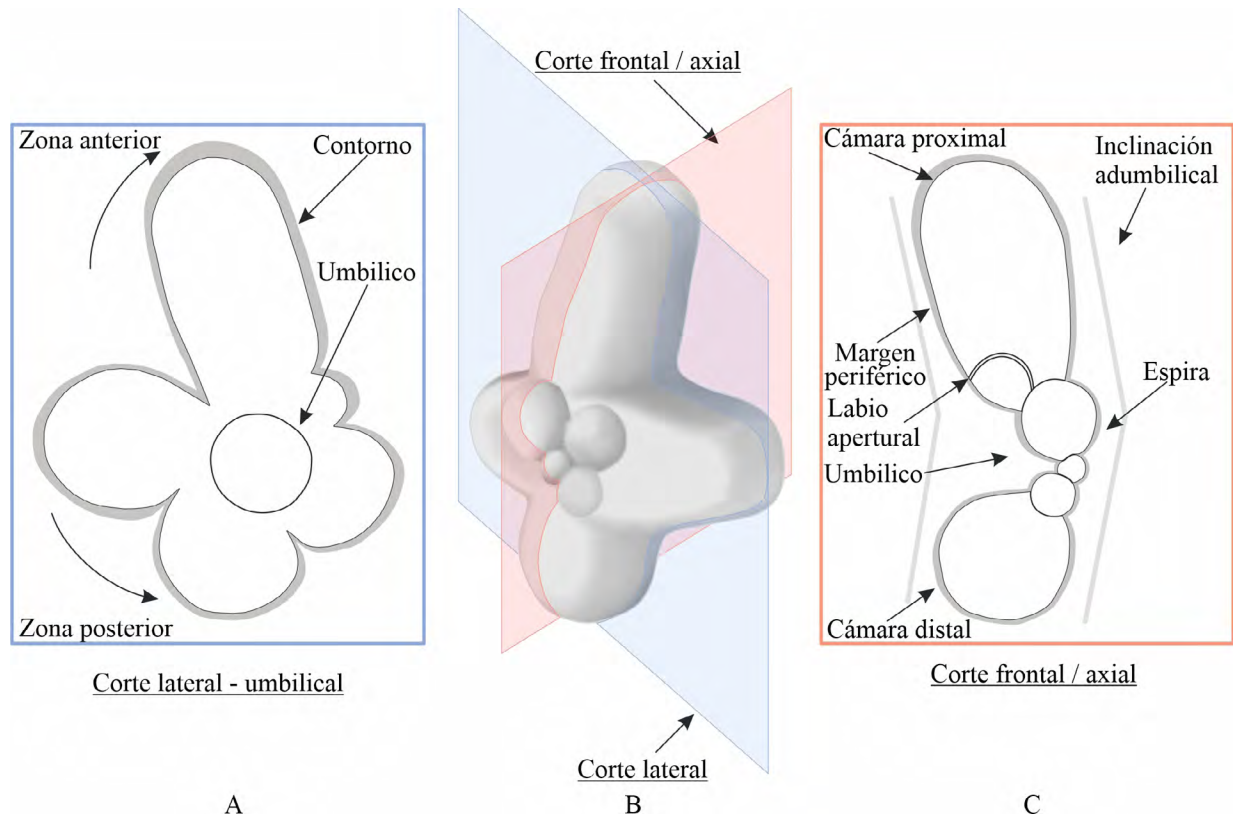 Zona anterior
Contorno
Umbilico
Zona posterior
Corte lateral - umbilical
A
Corte frontal / axial
Corte lateral
B
Cámara proximal
Inclinación
adumbilical
Margen
periférico
Labio
apertural
Espira
Umbilico
Cámara distal
Corte frontal / axial
C